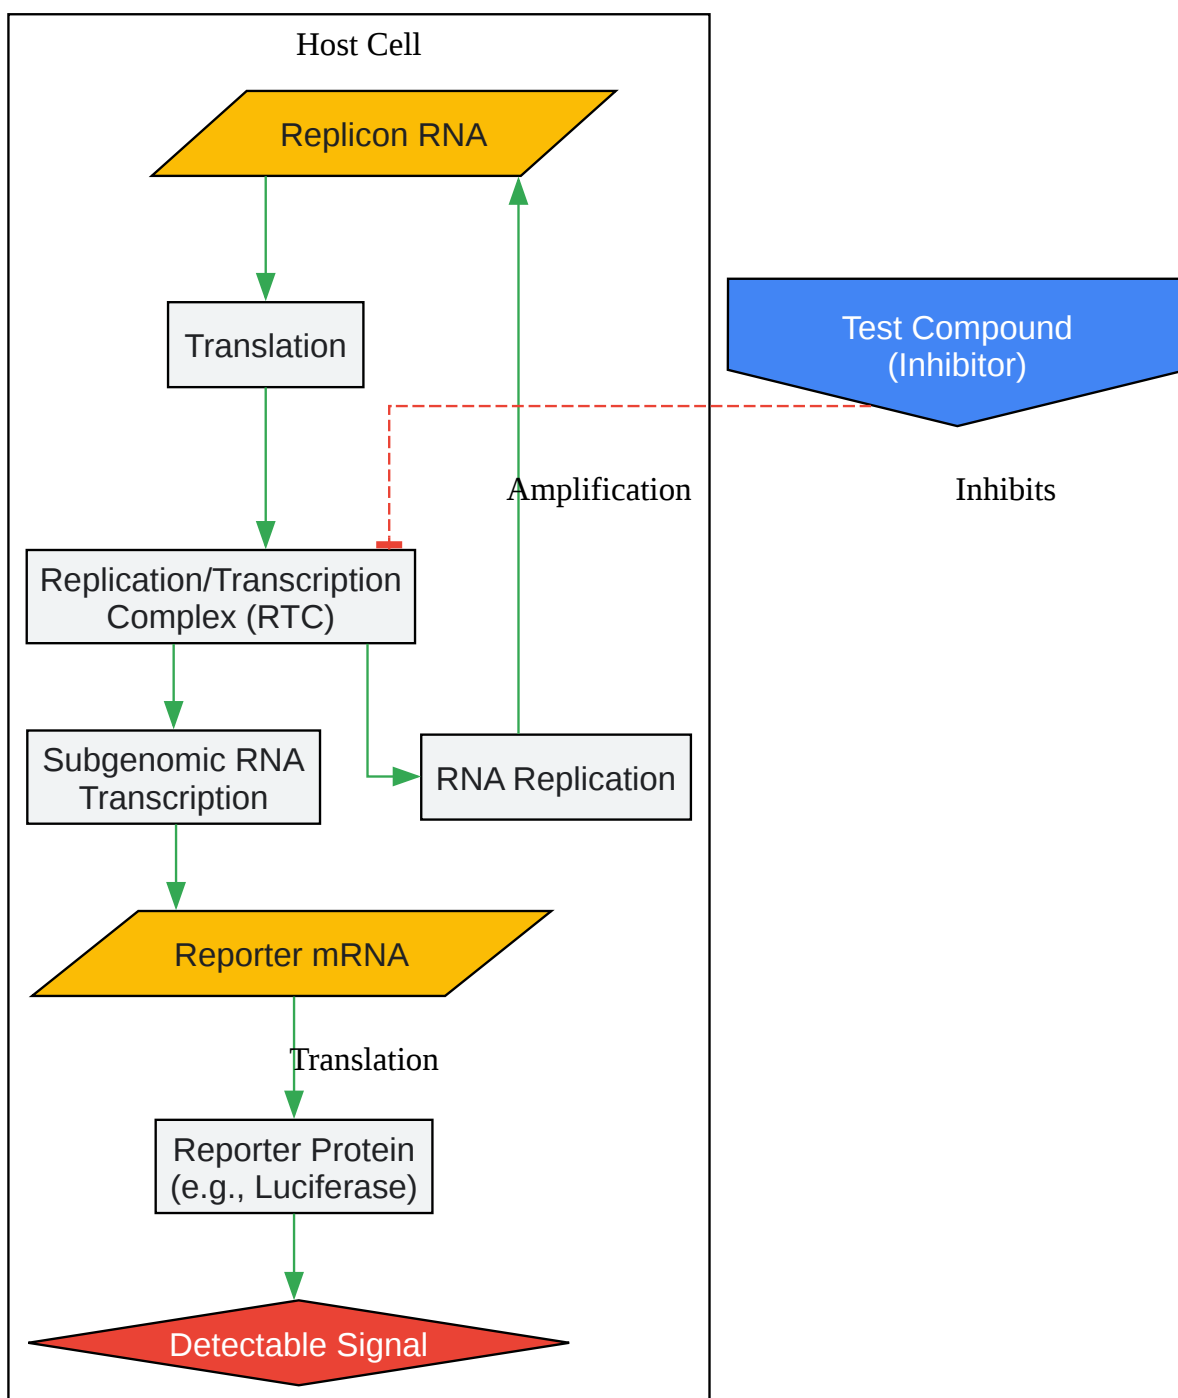 Host Cell
Replicon RNA
Translation
Test Compound
(Inhibitor)
Amplification
Inhibits
Replication/Transcription
Complex (RTC)
Subgenomic RNA
Transcription
RNA Replication
Reporter mRNA
Translation
Reporter Protein
(e.g., Luciferase)
Detectable Signal